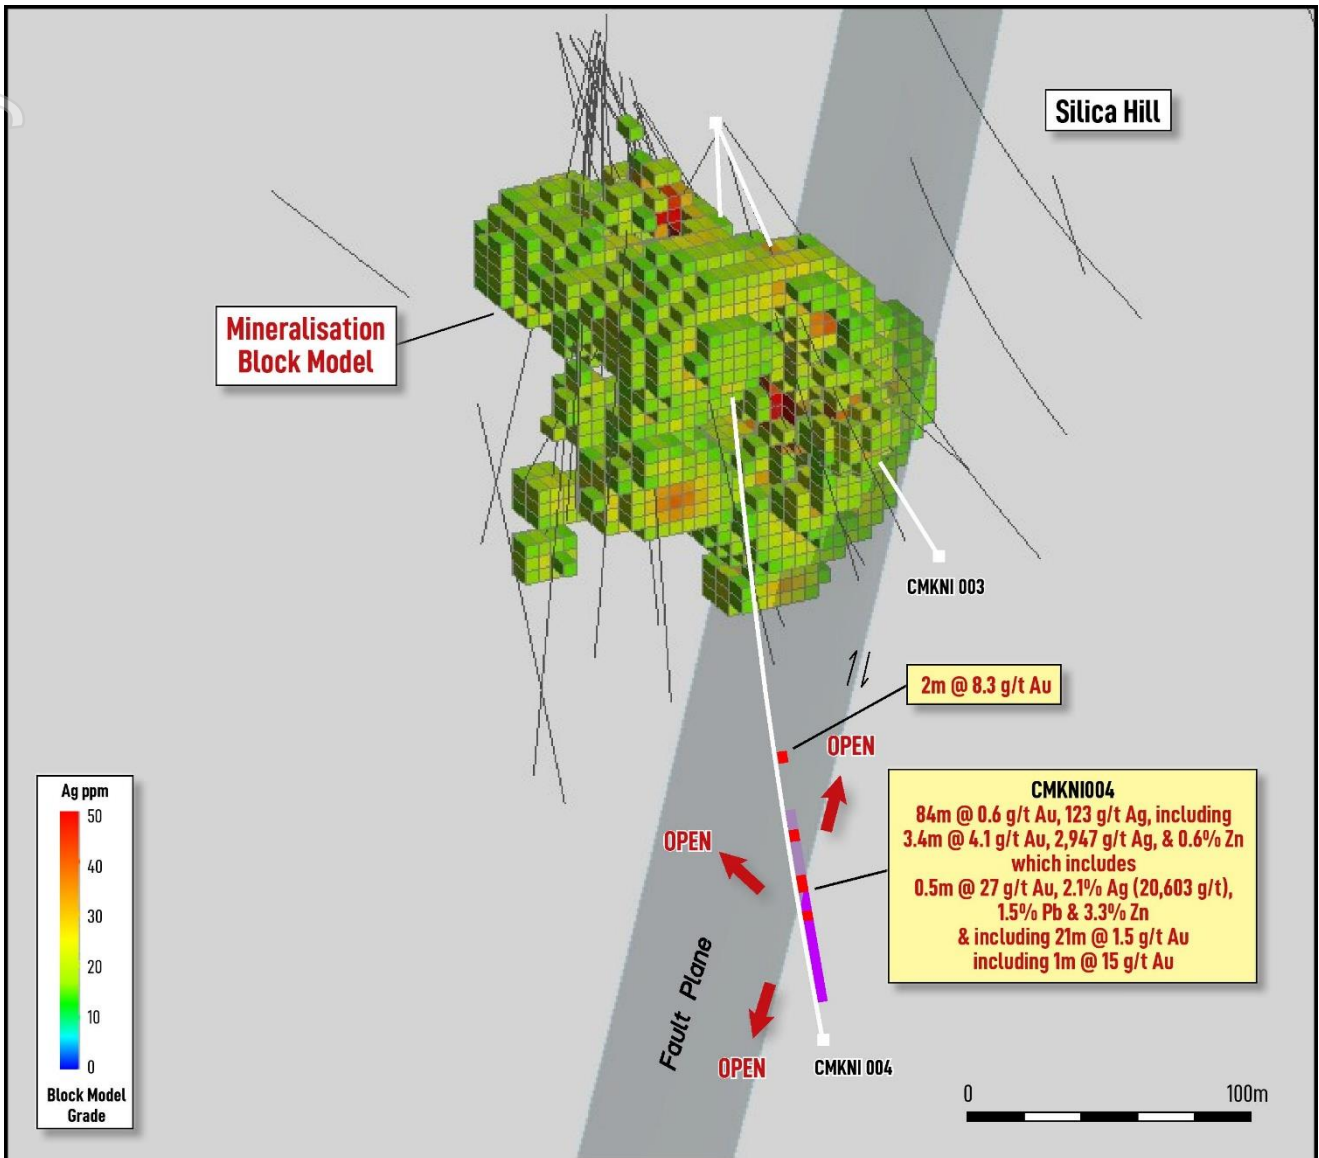 Silica Hill
Mineralisation
Block Model
CMKNI 003
2m @ 8.3 g/t Au
OPEN
CMKNI004
84m @ 0.6 g/t Au, 123 g/t Ag, including
3.4m @ 4.1 g/t Au, 2,947 g/t Ag, & 0.6% Zn
which includes
0.5m @ 27 g/t Au, 2.1% Ag (20,603 g/t),
1.5% Pb & 3.3% Zn
& including 21m @ 1.5 g/t Au
including 1m @ 15 g/t Au
OPEN
Fault Plane
OPEN
CMKNI 004
Ag ppm
50
40
30
20
10
0
Block Model
Grade
0 100m